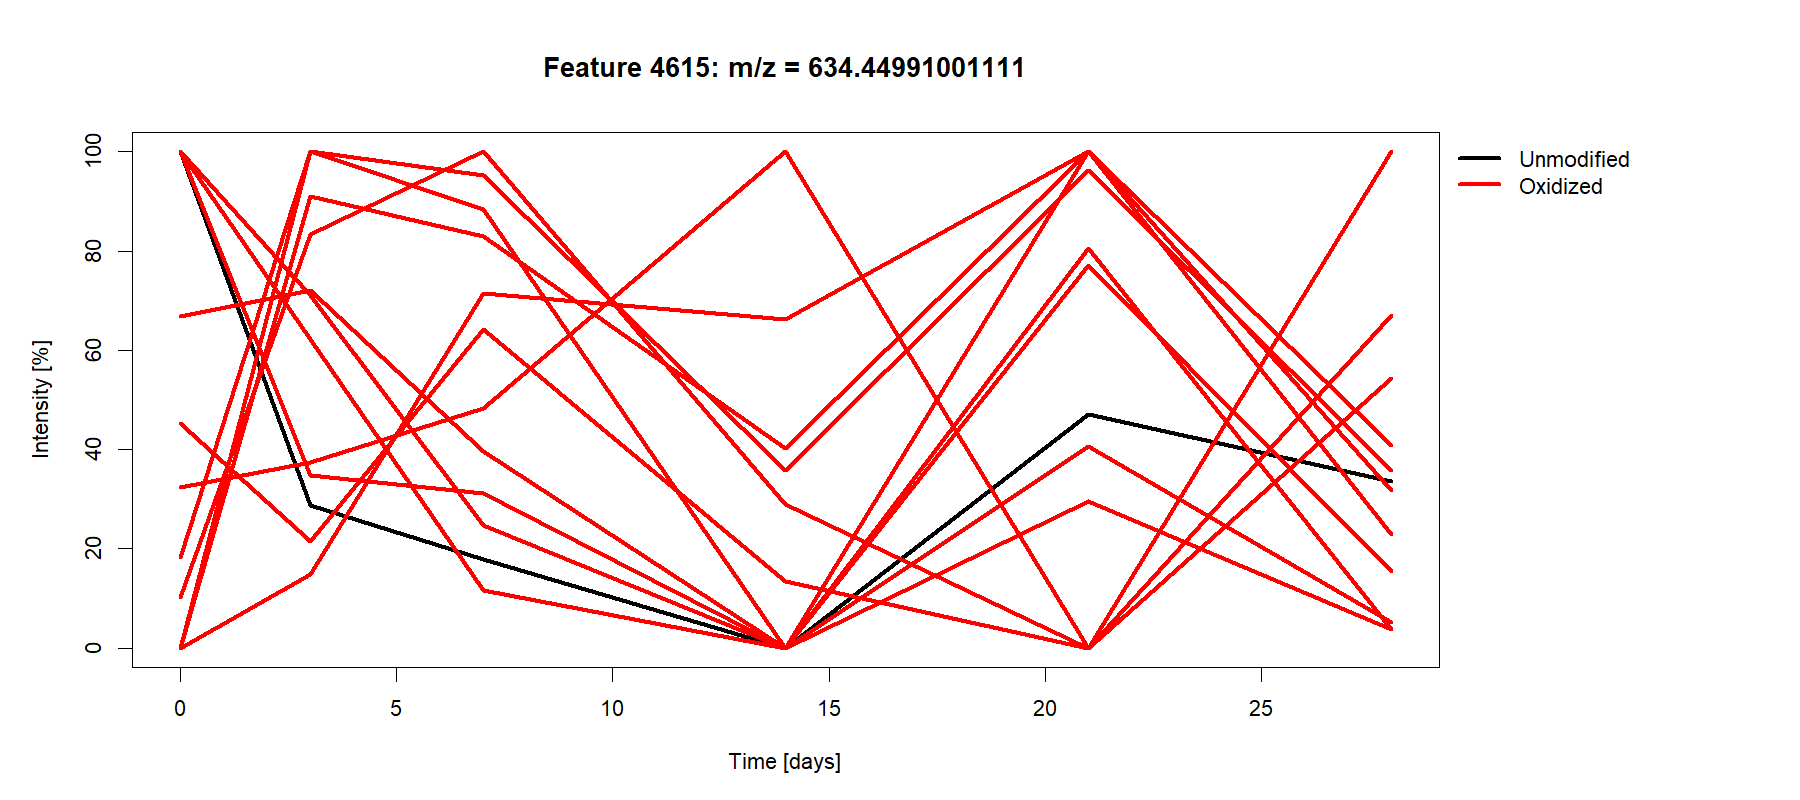 Feature 4615: m/z = 634.44991001111
Unmodified
Oxidized
Intensity [%]
100
80
60
40
20
0
0 5 10 15 20 25
Time [days]